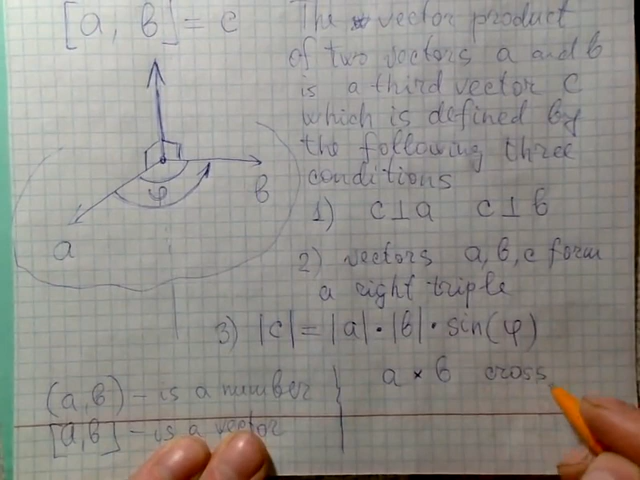 [a, b] = c
The vector product
of two vectors a and b
is a third vector c
which is defined by
the following three
conditions
φ
b
a
1) c⊥a c⊥b
2) vectors a, b, c form
a right triple
3) |c| = |a|·|b|·sin(φ)
(a,b) - is a number
[a,b] - is a vector
a × b cross